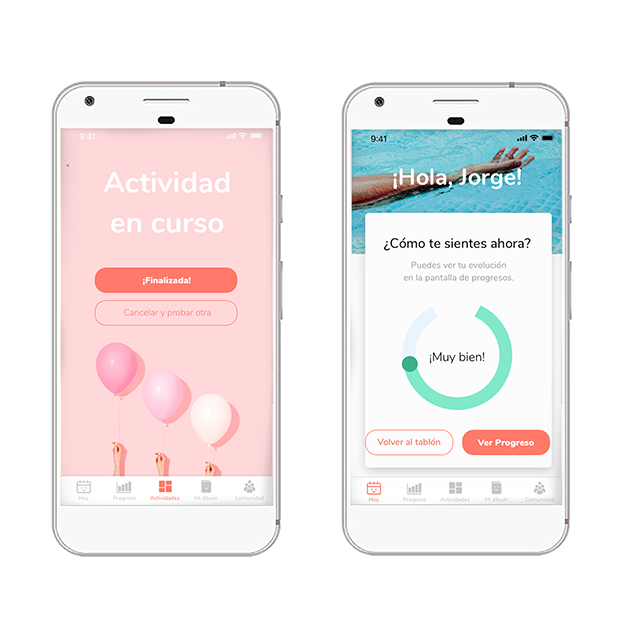 9:41
Actividad
en curso
¡Finalizada!
Cancelar y probar otra
Hoy
Progreso
Actividades
Mi álbum
Comunidad
9:41
¡Hola, Jorge!
¿Cómo te sientes ahora?
Puedes ver tu evolución
en la pantalla de progresos.
¡Muy bien!
Volver al tablón
Ver Progreso
Hoy
Progreso
Actividades
Mi álbum
Comunidad